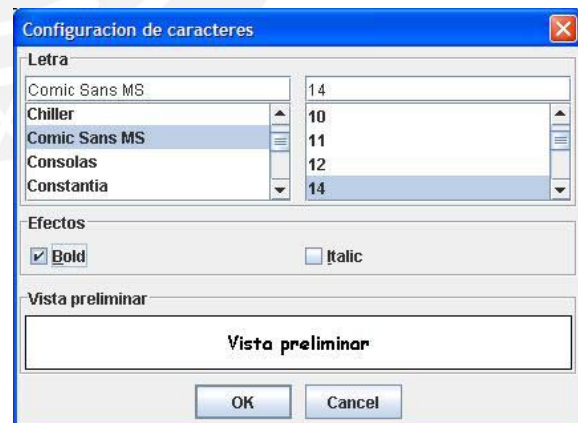 Configuracion de caracteres
Letra
Comic Sans MS 14
Chiller 10
Comic Sans MS 11
Consolas 12
Constantia 14
Efectos
Bold Italic
Vista preliminar
Vista preliminar
OK Cancel